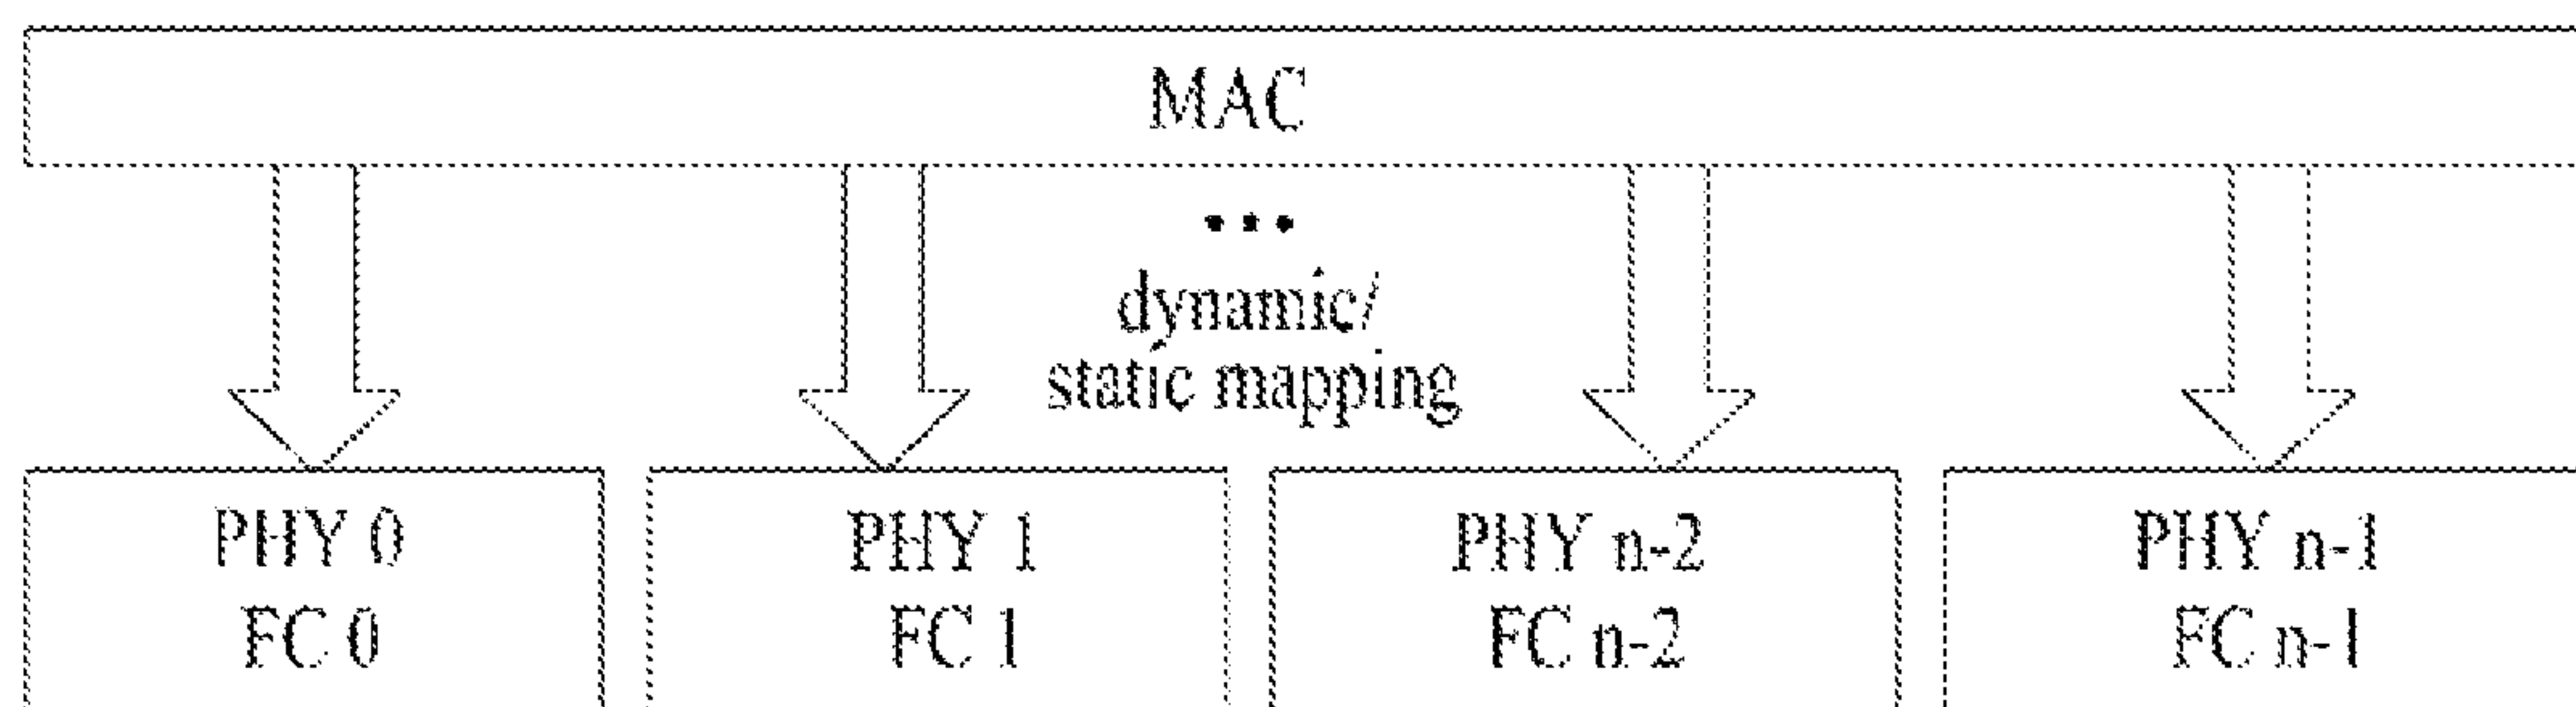 MAC
•••
dynamic/
static mapping
PHY 0
FC 0
PHY 1
FC 1
PHY n-2
FC n-2
PHY n-1
FC n-1